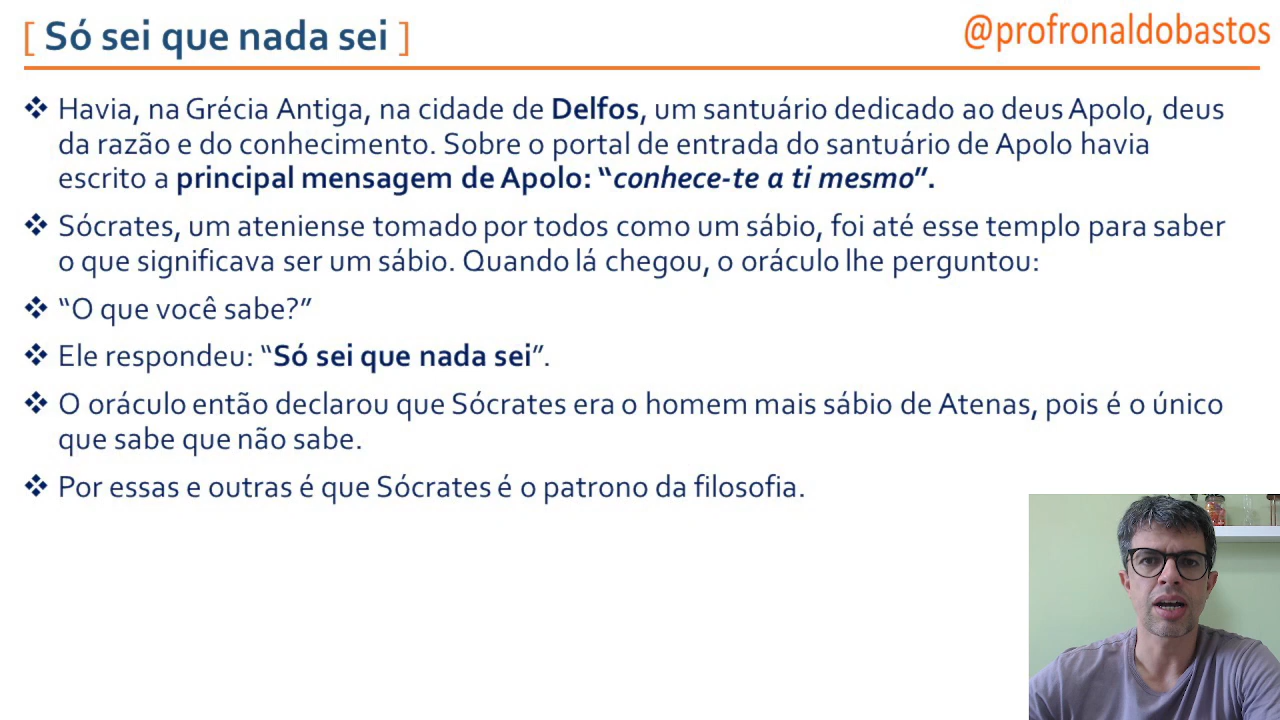 [ Só sei que nada sei ]
@profronaldobastos
❖ Havia, na Grécia Antiga, na cidade de Delfos, um santuário dedicado ao deus Apolo, deus
da razão e do conhecimento. Sobre o portal de entrada do santuário de Apolo havia
escrito a principal mensagem de Apolo: “conhece-te a ti mesmo”.
❖ Sócrates, um ateniense tomado por todos como um sábio, foi até esse templo para saber
o que significava ser um sábio. Quando lá chegou, o oráculo lhe perguntou:
❖ “O que você sabe?”
❖ Ele respondeu: “Só sei que nada sei”.
❖ O oráculo então declarou que Sócrates era o homem mais sábio de Atenas, pois é o único
que sabe que não sabe.
❖ Por essas e outras é que Sócrates é o patrono da filosofia.